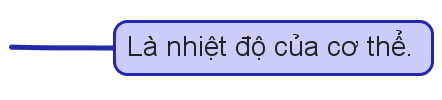 Là nhiệt độ của cơ thể.